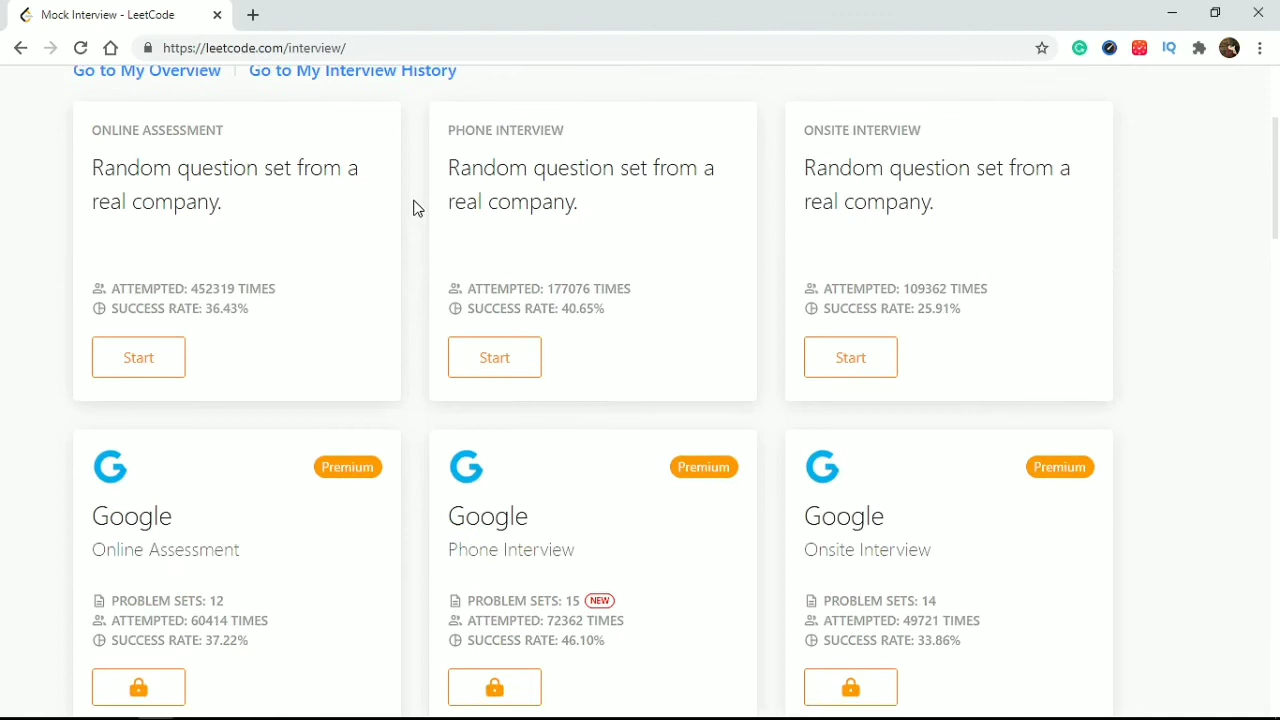 Mock Interview - LeetCode
https://leetcode.com/interview/
IQ
Go to My Overview
Go to My Interview History
ONLINE ASSESSMENT
Random question set from a
real company.
ATTEMPTED: 452319 TIMES
SUCCESS RATE: 36.43%
Start
PHONE INTERVIEW
Random question set from a
real company.
ATTEMPTED: 177076 TIMES
SUCCESS RATE: 40.65%
Start
ONSITE INTERVIEW
Random question set from a
real company.
ATTEMPTED: 109362 TIMES
SUCCESS RATE: 25.91%
Start
G
Premium
Google
Online Assessment
PROBLEM SETS: 12
ATTEMPTED: 60414 TIMES
SUCCESS RATE: 37.22%
G
Premium
Google
Phone Interview
PROBLEM SETS: 15 NEW
ATTEMPTED: 72362 TIMES
SUCCESS RATE: 46.10%
G
Premium
Google
Onsite Interview
PROBLEM SETS: 14
ATTEMPTED: 49721 TIMES
SUCCESS RATE: 33.86%